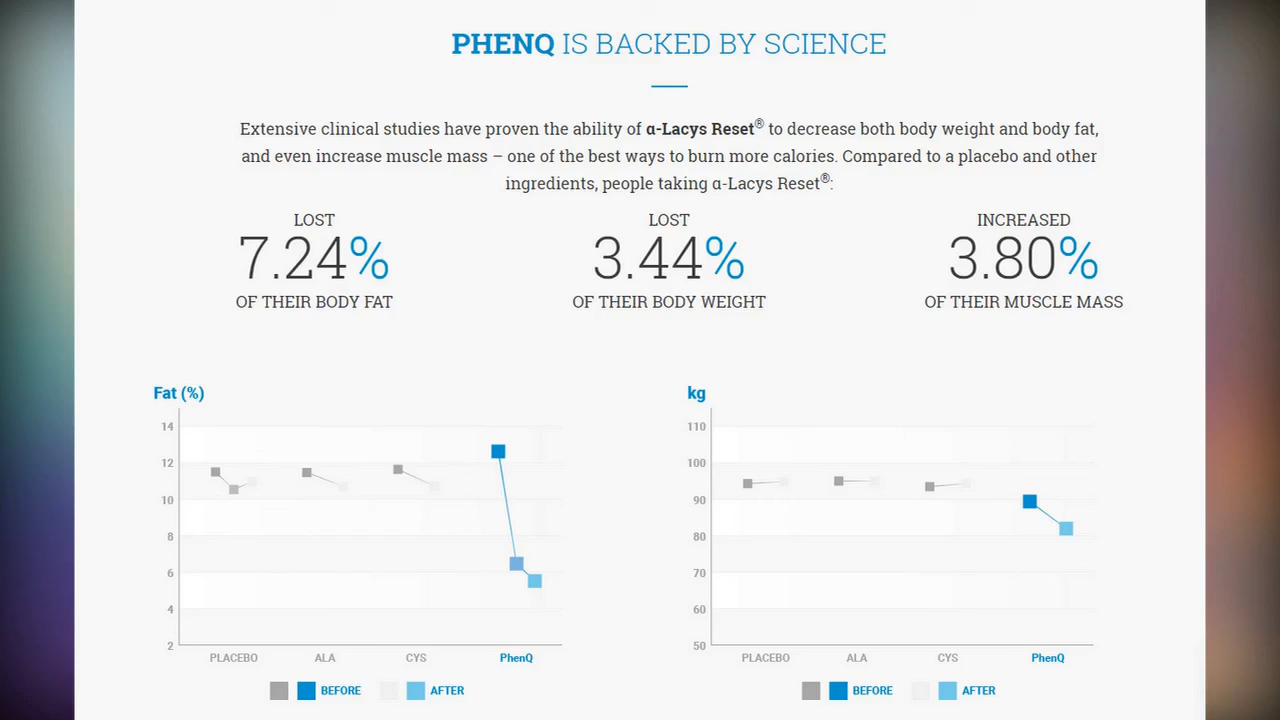 PHENQ IS BACKED BY SCIENCE
Extensive clinical studies have proven the ability of α-Lacys Reset® to decrease both body weight and body fat,
and even increase muscle mass – one of the best ways to burn more calories. Compared to a placebo and other
ingredients, people taking α-Lacys Reset®:
LOST
7.24%
OF THEIR BODY FAT
LOST
3.44%
OF THEIR BODY WEIGHT
INCREASED
3.80%
OF THEIR MUSCLE MASS
Fat (%)
14
12
10
8
6
4
2
PLACEBO ALA CYS PhenQ
BEFORE AFTER
kg
110
100
90
80
70
60
50
PLACEBO ALA CYS PhenQ
BEFORE AFTER